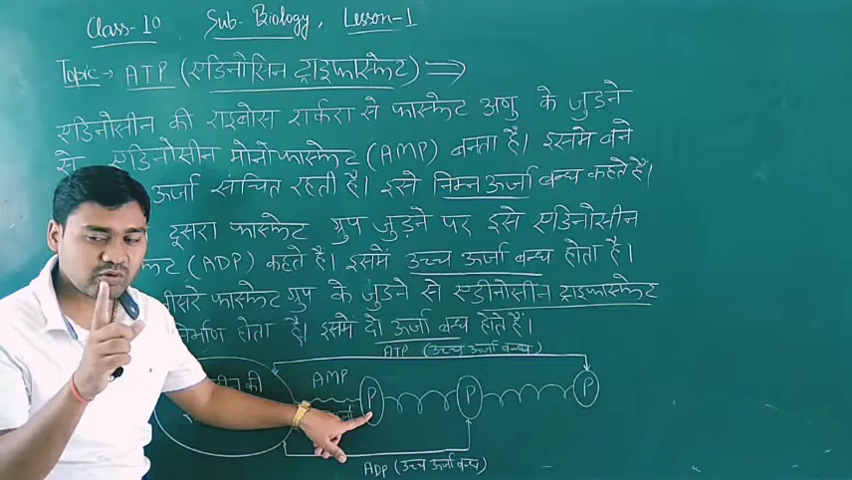 Class-10 Sub- Biology, Lesson-1
Topic → ATP (एडिनोसिन ट्राइफास्फेट) ⇒
एडिनोसीन की राइबोस शर्करा से फास्फेट अणु के जुडने
से एडिनोसीन मोनोफास्फेट (AMP) बनता है। इसमे बने
ऊर्जा संचित रहती है। इसे निम्न ऊर्जा बन्ध कहते हैं।
दूसरा फास्फेट ग्रुप जुड़ने पर इसे एडिनोसीन
(ADP) कहते हैं। इसमे उच्च ऊर्जा बन्ध होता है।
फास्फेट ग्रुप के जुडने से एडीनोसीन ट्राइफास्फेट
निर्माण होता है। इसमे दो ऊर्जा बन्ध होते हैं।
ATP (उच्च ऊर्जा बन्ध)
की AMP P P P
ADP (उच्च ऊर्जा बन्ध)